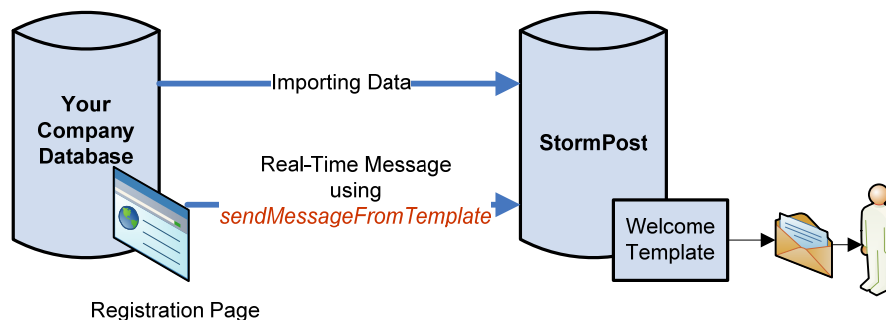 Your
Company
Database
Importing Data
StormPost
Real-Time Message
using
sendMessageFromTemplate
Welcome
Template
Registration Page